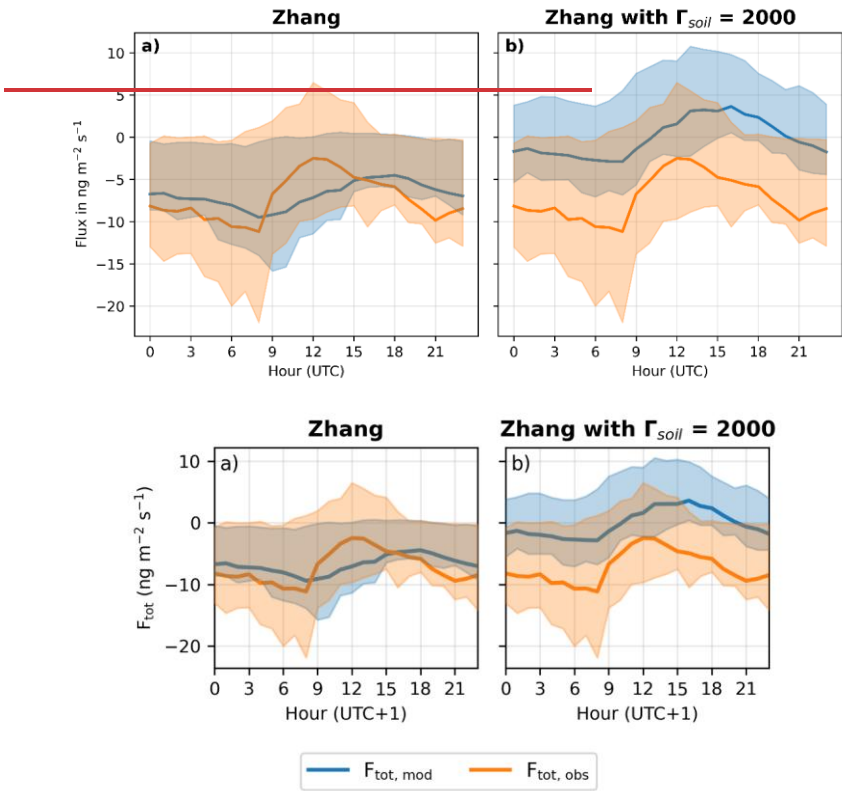 Zhang
Zhang with Γsoil = 2000
a)
b)
Flux in ng m−2 s−1
10
5
0
−5
−10
−15
−20
0 3 6 9 12 15 18 21
0 3 6 9 12 15 18 21
Hour (UTC)
Hour (UTC)
Zhang
Zhang with Γsoil = 2000
a)
b)
Ftot (ng m−2 s−1)
10
0
−10
−20
0 3 6 9 12 15 18 21
0 3 6 9 12 15 18 21
Hour (UTC+1)
Hour (UTC+1)
Ftot, mod
Ftot, obs